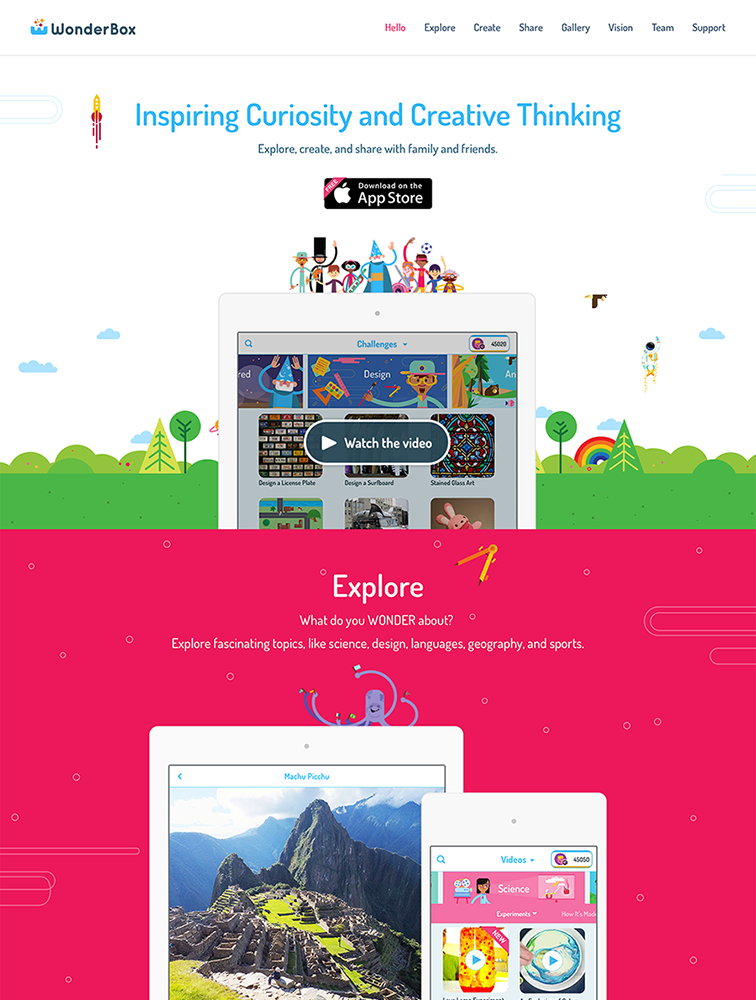 WonderBox
Hello Explore Create Share Gallery Vision Team Support
Inspiring Curiosity and Creative Thinking
Explore, create, and share with family and friends.
FREE
Download on the
App Store
Challenges
45020
red
Design
An
Watch the video
Design a License Plate
Design a Surfboard
Stained Glass Art
Explore
What do you WONDER about?
Explore fascinating topics, like science, design, languages, geography, and sports.
Machu Picchu
Videos
45050
Science
Experiments
How It's Made
NEW
Lava Lamp Experiment